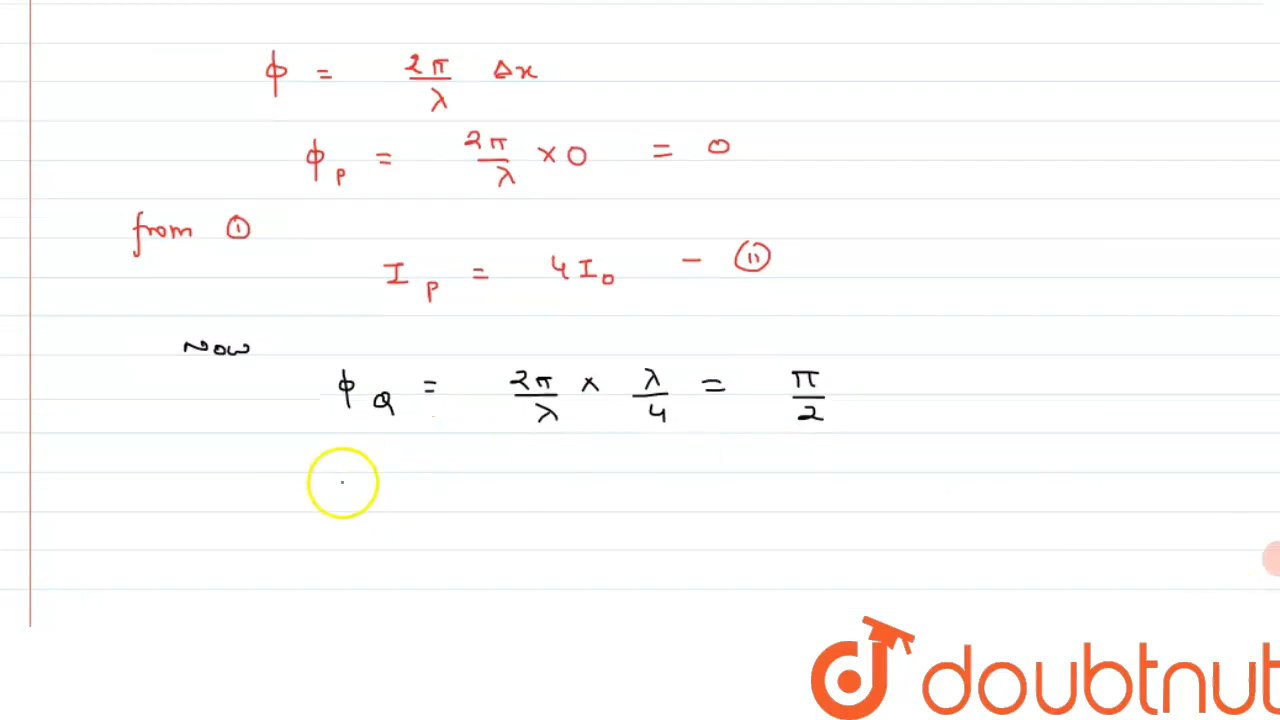 ϕ = 2π/λ Δx
ϕ_P = 2π/λ × 0 = 0
from ①
I_P = 4I_0 - ⑪
Now
ϕ_Q = 2π/λ × λ/4 = π/2
doubtnut